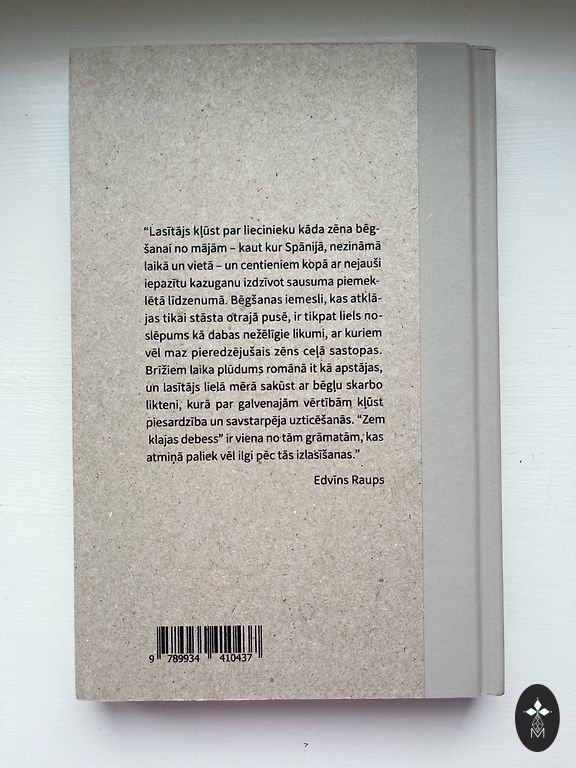 “Lasītājs kļūst par liecinieku kāda zēna bēg-
šanai no mājām – kaut kur Spānijā, nezināmā
laikā un vietā – un centieniem kopā ar nejauši
iepazītu kazuganu izdzīvot sausuma piemek-
lētā līdzenumā. Bēgšanas iemesli, kas atklā-
jas tikai stāsta otrajā pusē, ir tikpat liels no-
slēpums kā dabas nežēlīgie likumi, ar kuriem
vēl maz pieredzējušais zēns ceļā sastopas.
Brīžiem laika plūdums romānā it kā apstājas,
un lasītājs lielā mērā sakūst ar bēgļu skarbo
likteni, kurā par galvenajām vērtībām kļūst
piesardzība un savstarpēja uzticēšanās. “Zem
klajas debess” ir viena no tām grāmatām, kas
atmiņā paliek vēl ilgi pēc tās izlasīšanas.”
Edvīns Raups
9 789934 410437
M